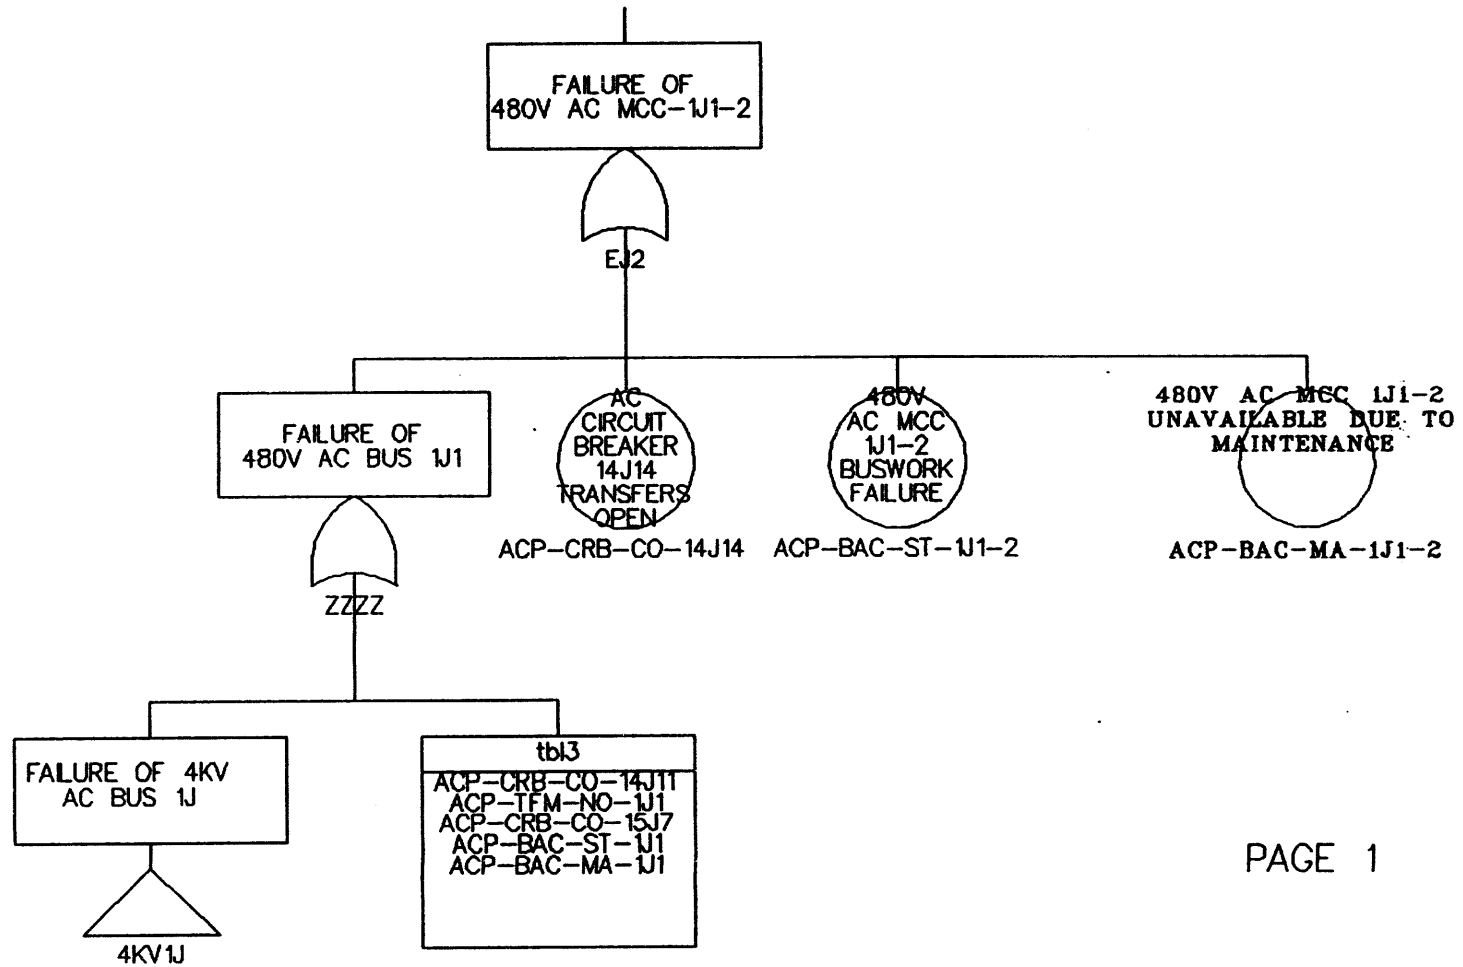 FAILURE OF
480V AC MCC-1J1-2
EJ2
FAILURE OF
480V AC BUS 1J1
AC
CIRCUIT
BREAKER
14J14
TRANSFERS
OPEN
ACP-CRB-CO-14J14
480V
AC MCC
1J1-2
BUSWORK
FAILURE
ACP-BAC-ST-1J1-2
480V AC MCC 1J1-2
UNAVAILABLE DUE TO
MAINTENANCE
ACP-BAC-MA-1J1-2
ZZZZ
FAILURE OF 4KV
AC BUS 1J
4KV1J
tbl3
ACP-CRB-CO-14J11
ACP-TFM-NO-1J1
ACP-CRB-CO-15J7
ACP-BAC-ST-1J1
ACP-BAC-MA-1J1
PAGE 1